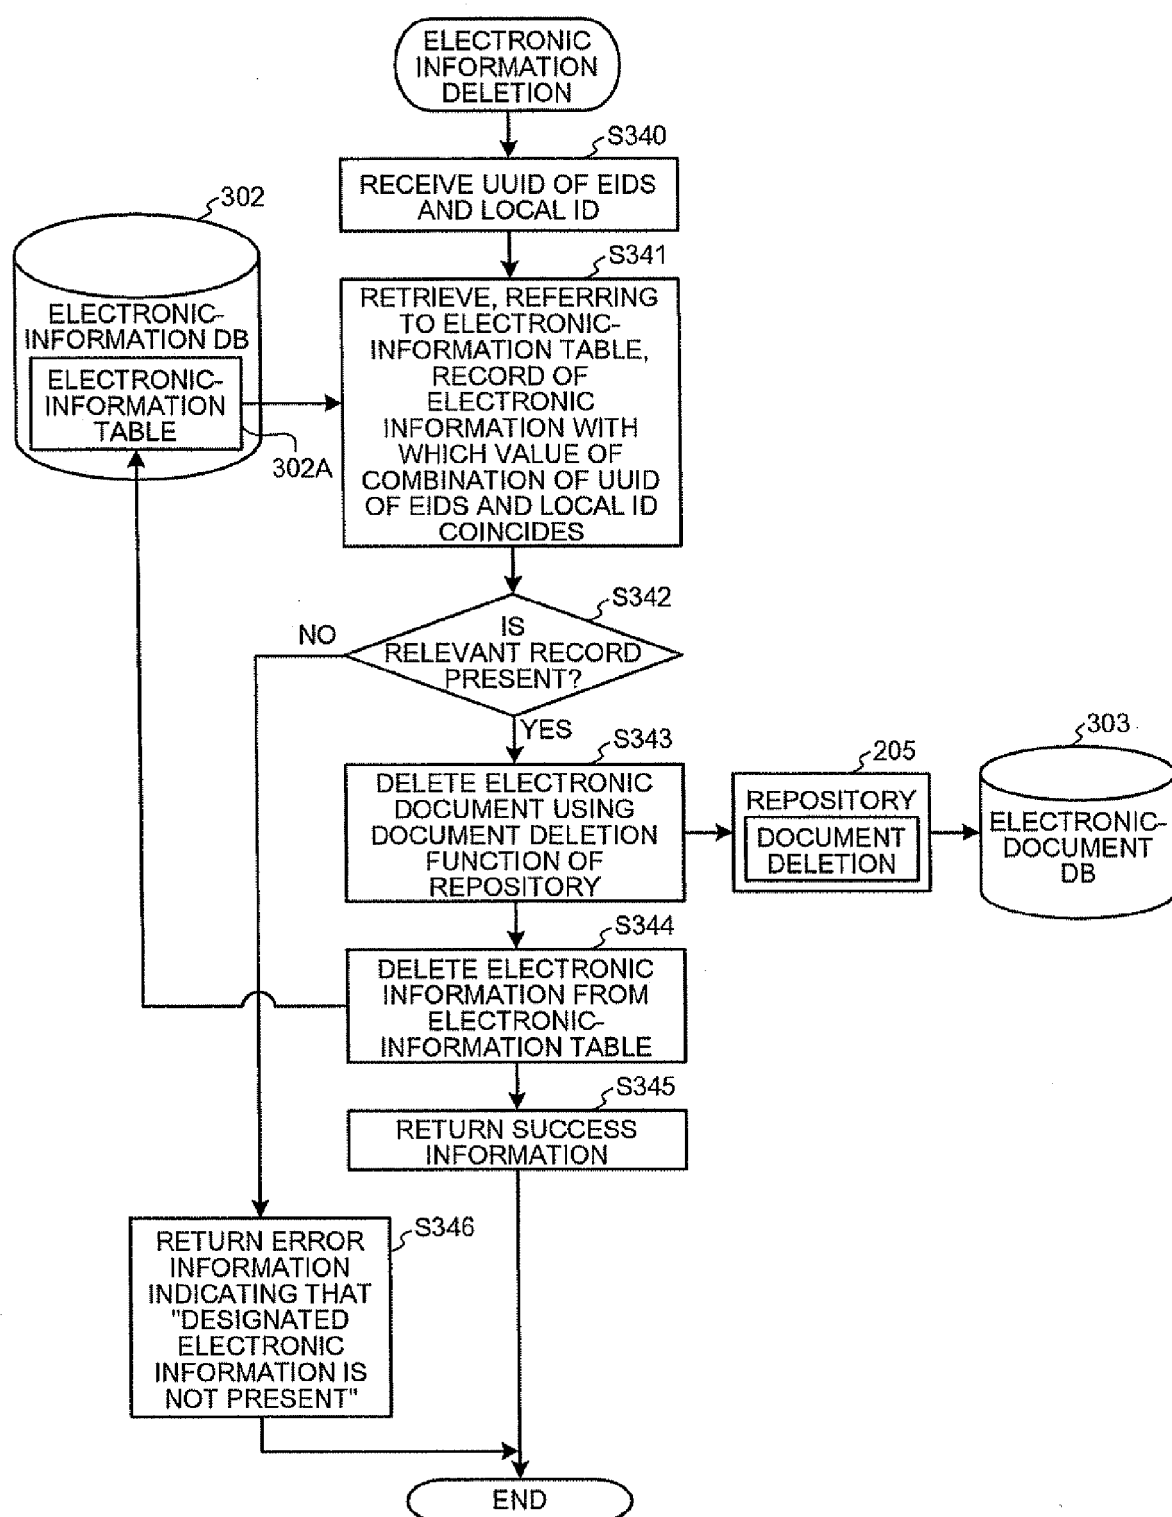 ELECTRONIC
INFORMATION
DELETION
S340
RECEIVE UUID OF EIDS
AND LOCAL ID
302
ELECTRONIC-
INFORMATION DB
ELECTRONIC-
INFORMATION
TABLE
302A
S341
RETRIEVE, REFERRING
TO ELECTRONIC-
INFORMATION TABLE,
RECORD OF
ELECTRONIC
INFORMATION WITH
WHICH VALUE OF
COMBINATION OF UUID
OF EIDS AND LOCAL ID
COINCIDES
S342
IS
RELEVANT RECORD
PRESENT?
NO
YES
S343
DELETE ELECTRONIC
DOCUMENT USING
DOCUMENT DELETION
FUNCTION OF
REPOSITORY
205
REPOSITORY
DOCUMENT
DELETION
303
ELECTRONIC-
DOCUMENT
DB
S344
DELETE ELECTRONIC
INFORMATION FROM
ELECTRONIC-
INFORMATION TABLE
S345
RETURN SUCCESS
INFORMATION
S346
RETURN ERROR
INFORMATION
INDICATING THAT
"DESIGNATED
ELECTRONIC
INFORMATION IS
NOT PRESENT"
END